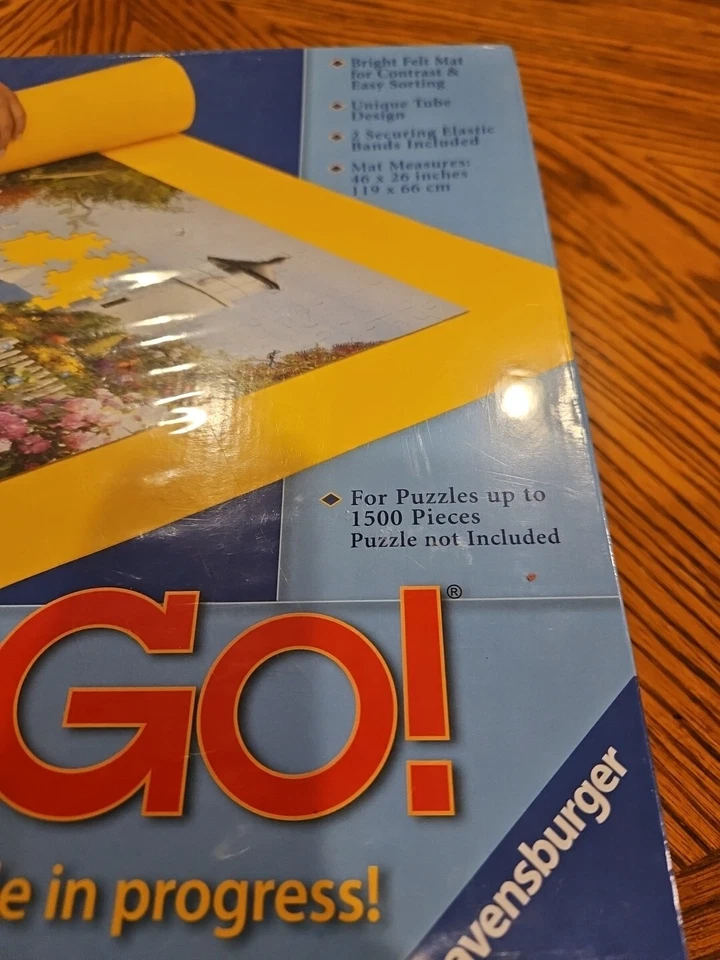 Bright Felt Mat
for Contrast &
Easy Sorting
Unique Tube
Design
2 Securing Elastic
Bands Included
Mat Measures:
46 x 26 inches
119 x 66 cm
For Puzzles up to
1500 Pieces
Puzzle not Included
GO!®
e in progress!
avensburger